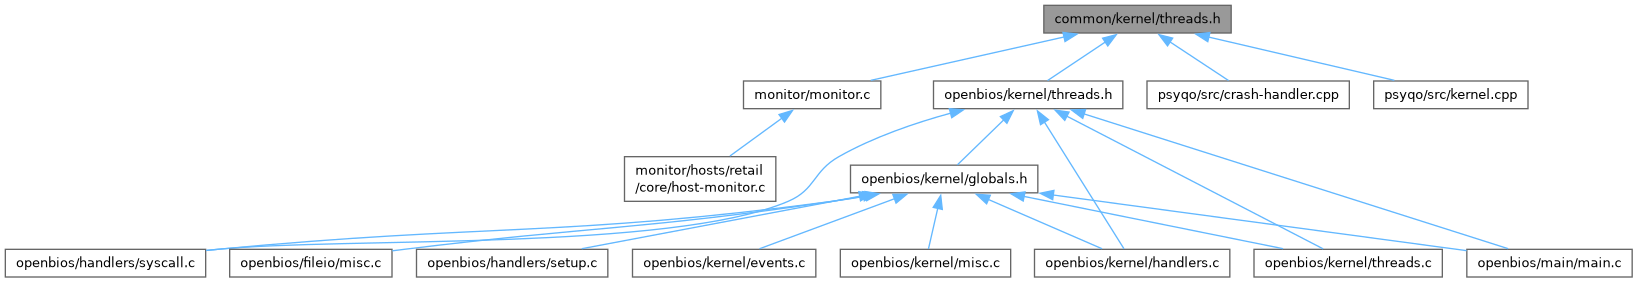 common/kernel/threads.h
monitor/monitor.c
openbios/kernel/threads.h
psyqo/src/crash-handler.cpp
psyqo/src/kernel.cpp
monitor/hosts/retail
/core/host-monitor.c
openbios/kernel/globals.h
openbios/handlers/syscall.c
openbios/fileio/misc.c
openbios/handlers/setup.c
openbios/kernel/events.c
openbios/kernel/misc.c
openbios/kernel/handlers.c
openbios/kernel/threads.c
openbios/main/main.c